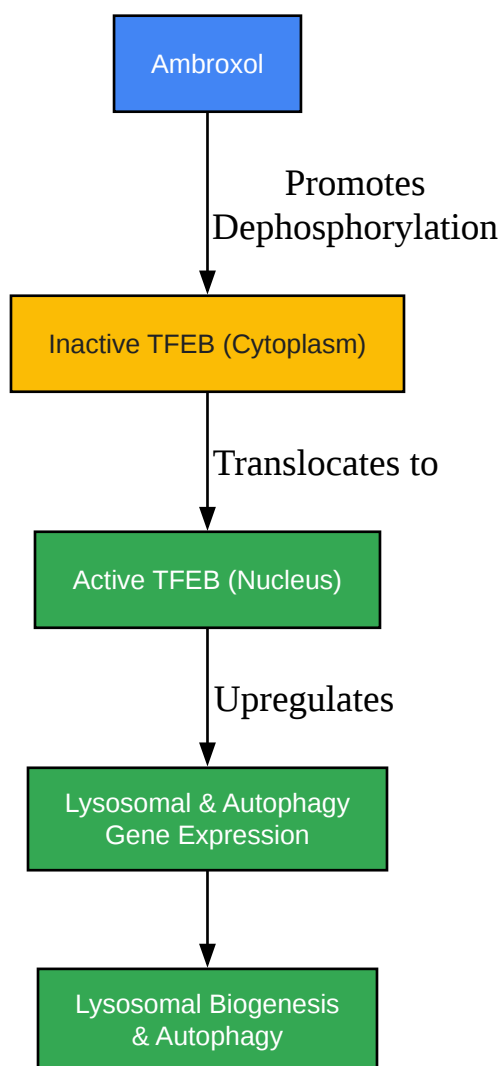 Ambroxol
Promotes
Dephosphorylation
Inactive TFEB (Cytoplasm)
Translocates to
Active TFEB (Nucleus)
Upregulates
Lysosomal & Autophagy
Gene Expression
Lysosomal Biogenesis
& Autophagy